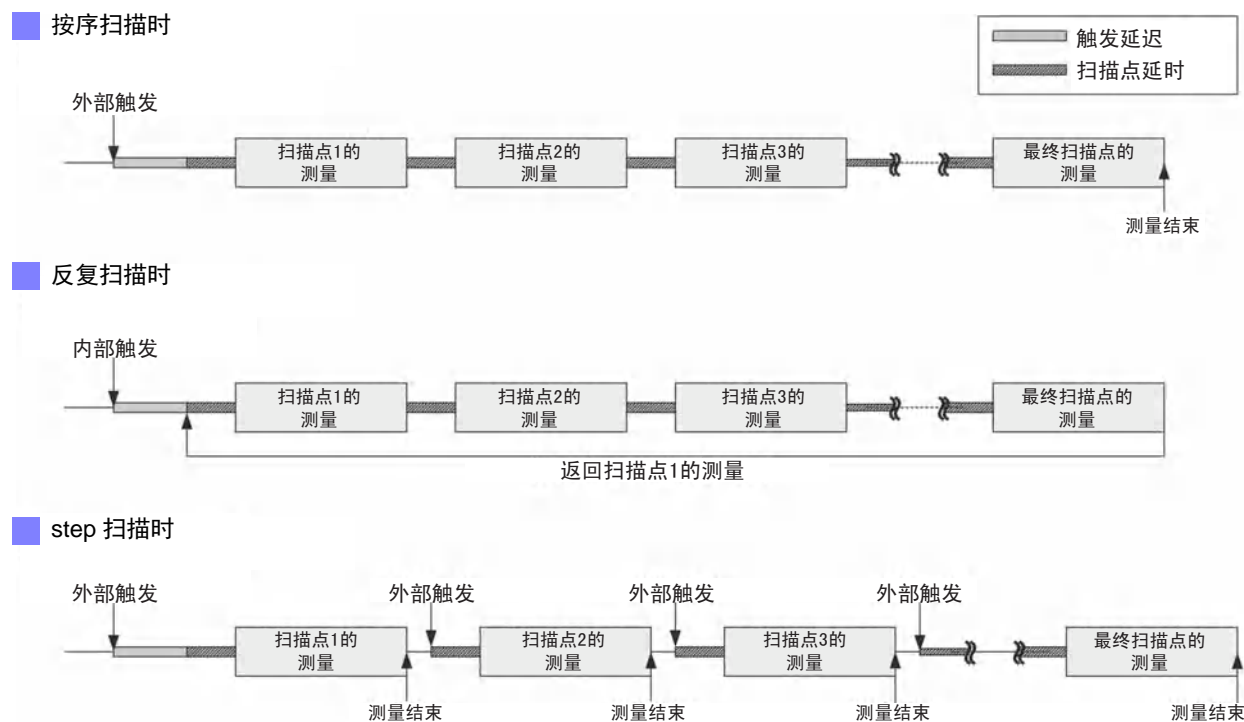 按序扫描时
触发延迟
扫描点延时
外部触发
扫描点1的
测量
扫描点2的
测量
扫描点3的
测量
最终扫描点的
测量
测量结束
反复扫描时
内部触发
扫描点1的
测量
扫描点2的
测量
扫描点3的
测量
最终扫描点的
测量
返回扫描点1的测量
step 扫描时
外部触发
外部触发
外部触发
外部触发
扫描点1的
测量
扫描点2的
测量
扫描点3的
测量
最终扫描点的
测量
测量结束
测量结束
测量结束
测量结束